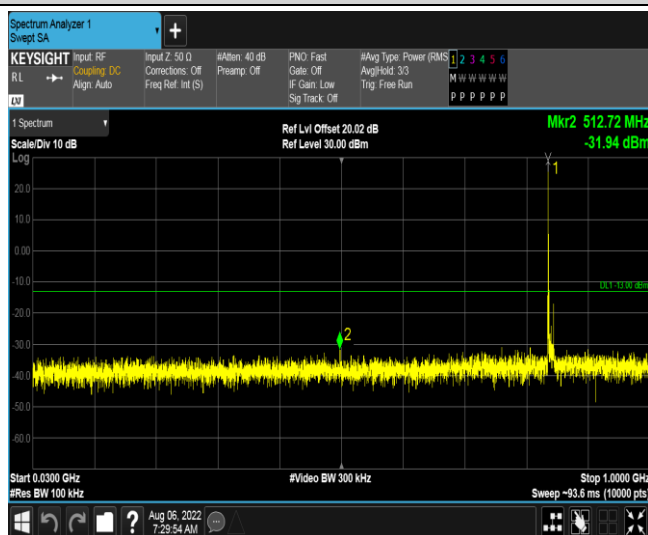 Spectrum Analyzer 1
Swept SA
+
KEYSIGHT Input: RF Input Z: 50 Ω #Atten: 40 dB PNO: Fast #Avg Type: Power (RMS 1 2 3 4 5 6
RL Coupling: DC Corrections: Off Preamp: Off Gate: Off Avg|Hold: 3/3 M W W W W W
Align: Auto Freq Ref: Int (S) IF Gain: Low Trig: Free Run
Sig Track: Off P P P P P P
LXI
1 Spectrum Ref Lvl Offset 20.02 dB Mkr2 512.72 MHz
Scale/Div 10 dB Ref Level 30.00 dBm -31.94 dBm
Log
1
20.0
10.0
0.00
-10.0
DL1 -13.00 dBm
-20.0
-30.0
2
-40.0
-50.0
-60.0
Start 0.0300 GHz #Video BW 300 kHz Stop 1.0000 GHz
#Res BW 100 kHz Sweep ~93.6 ms (10000 pts)
? Aug 06, 2022
7:29:54 AM